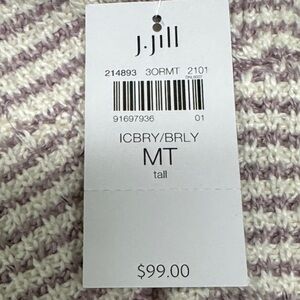 J.Jill
214893 3ORMT 2101
91697936 01
ICBRY/BRLY
MT
tall
$99.00